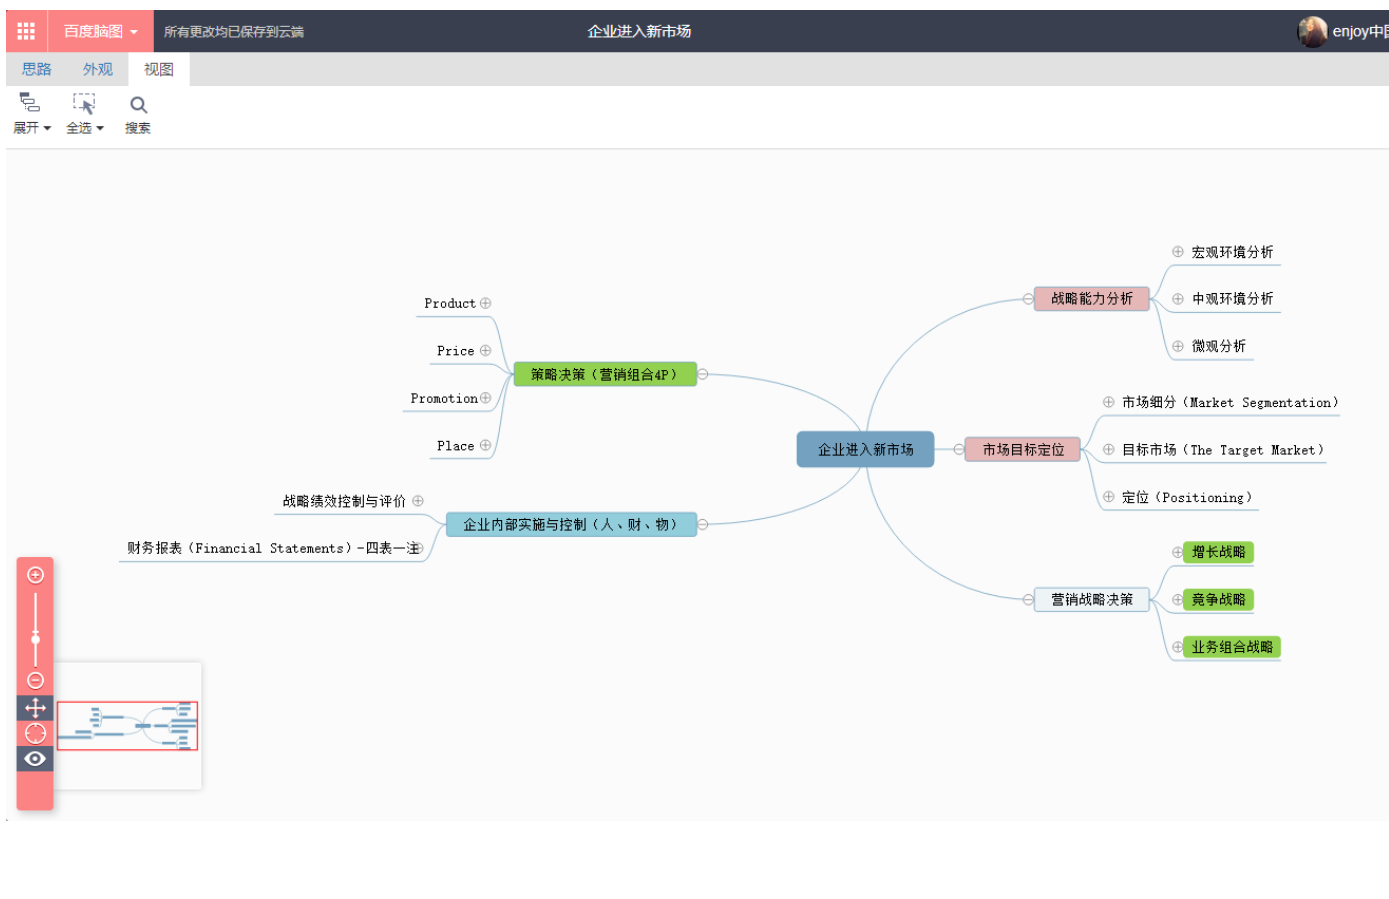 百度脑图
所有更改均已保存到云端
企业进入新市场
enjoy中国
思路
外观
视图
展开
全选
搜索
企业进入新市场
战略能力分析
宏观环境分析
中观环境分析
微观分析
市场目标定位
市场细分（Market Segmentation）
目标市场（The Target Market）
定位（Positioning）
营销战略决策
增长战略
竞争战略
业务组合战略
策略决策（营销组合4P）
Product
Price
Promotion
Place
企业内部实施与控制（人、财、物）
战略绩效控制与评价
财务报表（Financial Statements）-四表一注